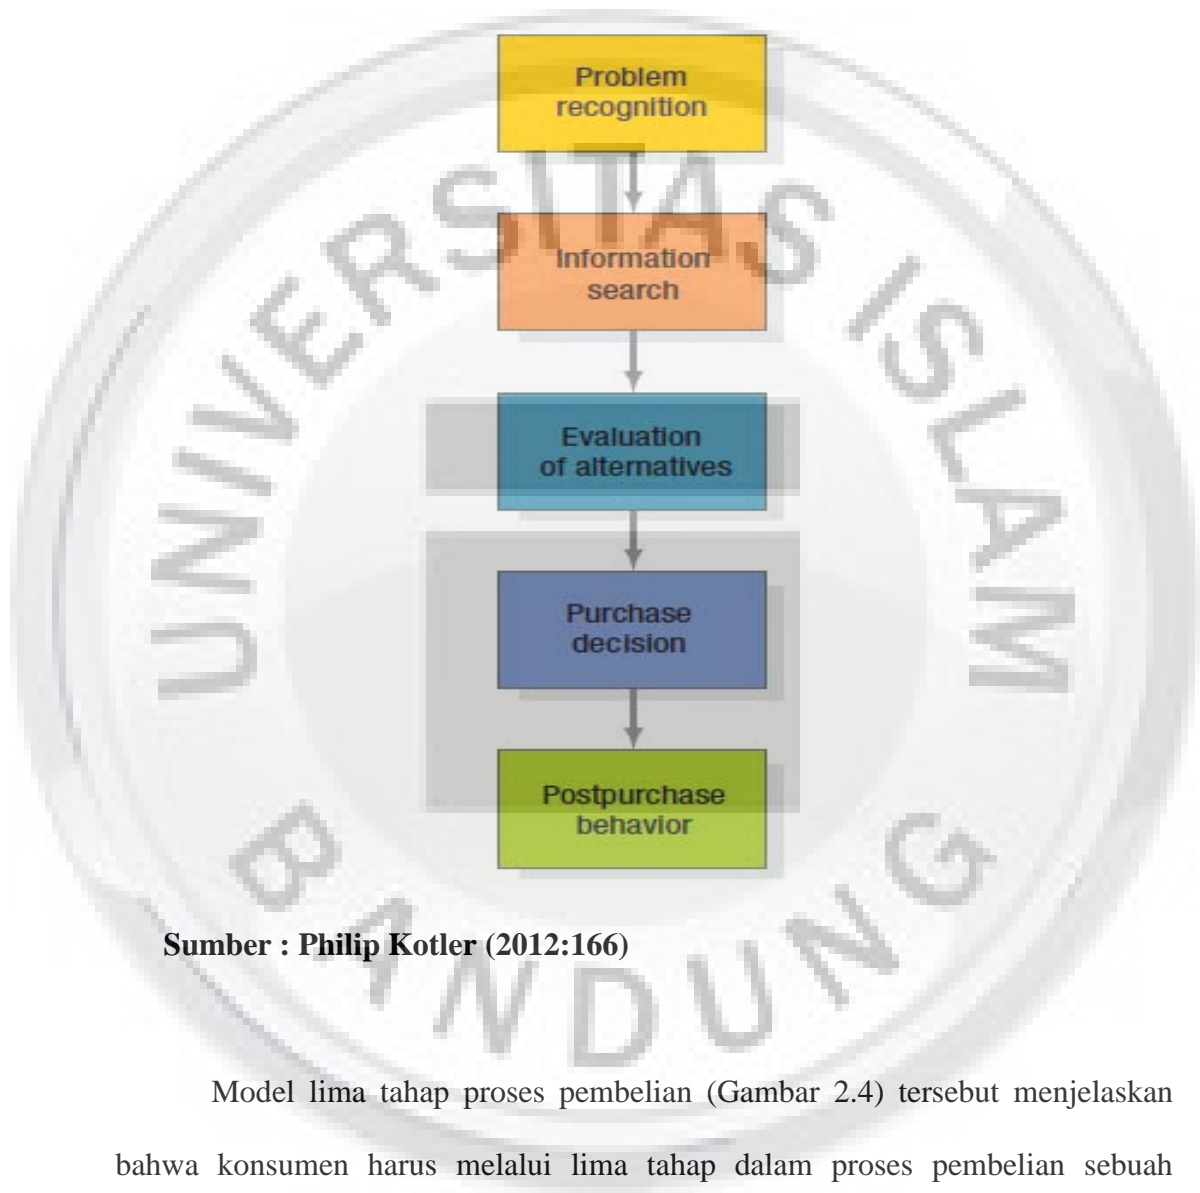 Problem
recognition
Information
search
Evaluation
of alternatives
Purchase
decision
Postpurchase
behavior
UNIVERSITAS ISLAM
BANDUNG
Sumber : Philip Kotler (2012:166)
Model lima tahap proses pembelian (Gambar 2.4) tersebut menjelaskan
bahwa konsumen harus melalui lima tahap dalam proses pembelian sebuah